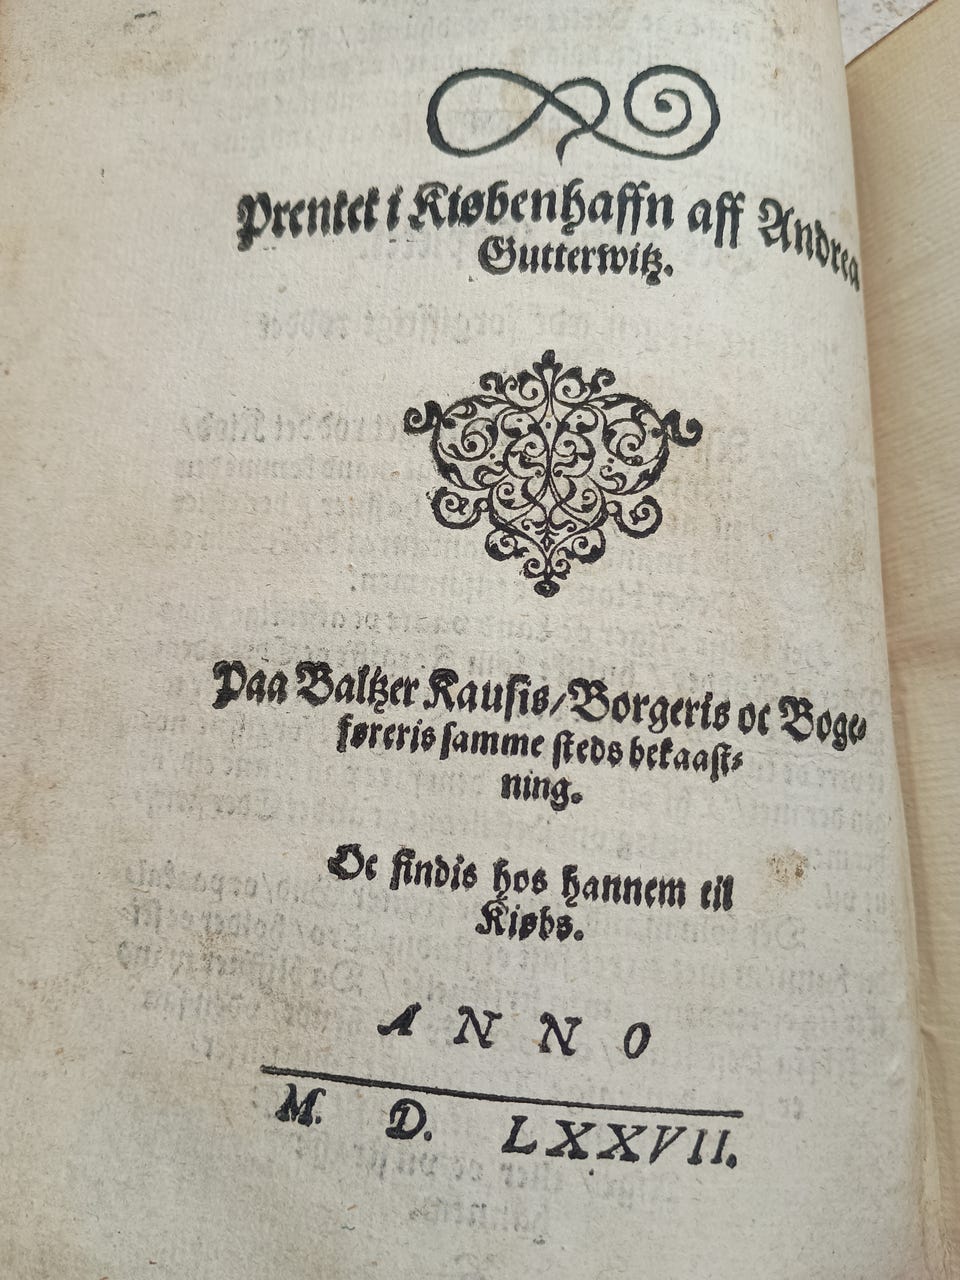 Prentet i Kiøbenhaffn aff Andrea
Gutterwitz.
Paa Baltzer Kausis/ Borgeris oc Boge⸗
føreris samme steds bekaast⸗
ning.
Oc findis hos hannem til
Kiøbs.
ANNO
M. D. LXXVII.